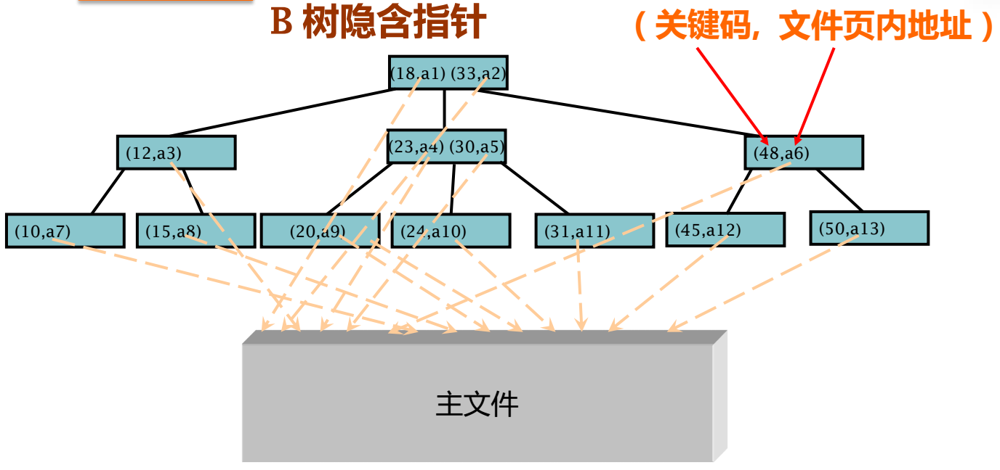 B 树隐含指针
（关键码，文件页内地址）
(18,a1) (33,a2)
(12,a3)
(23,a4) (30,a5)
(48,a6)
(10,a7)
(15,a8)
(20,a9)
(24,a10)
(31,a11)
(45,a12)
(50,a13)
主文件